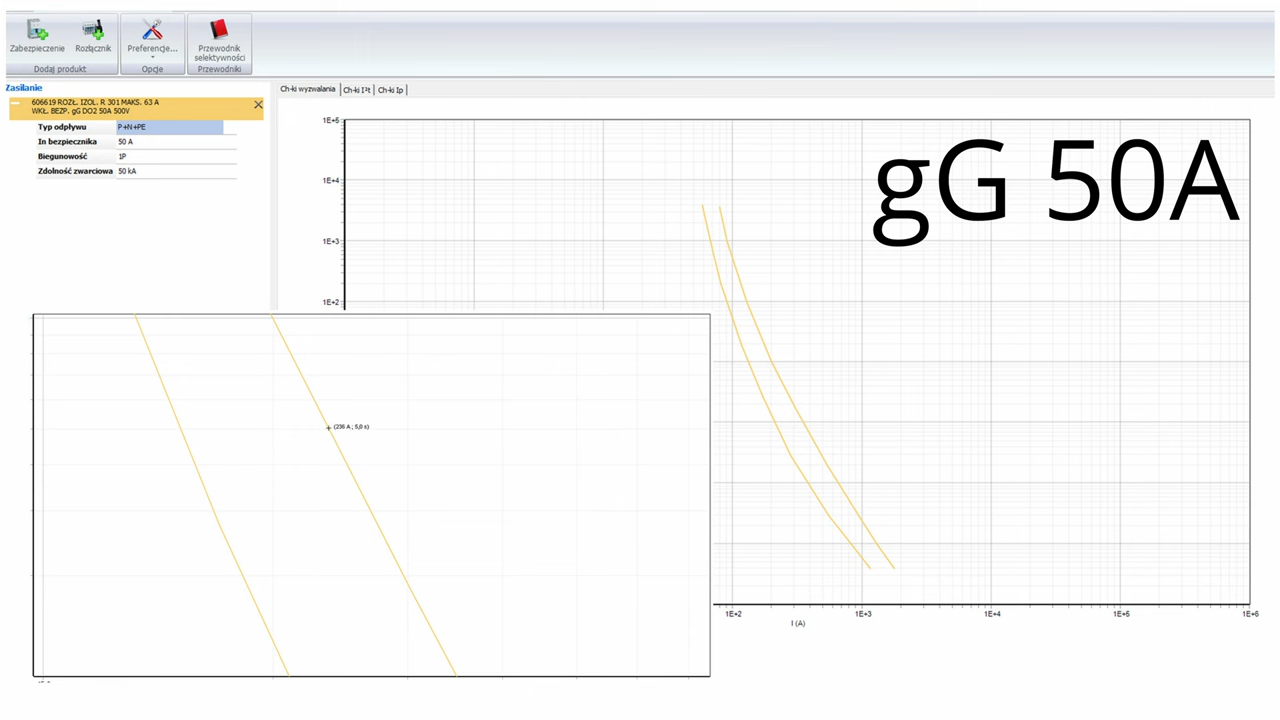 Zabezpieczenie
Rozłącznik
Preferencje...
Przewodnik
selektywności
Dodaj produkt
Opcje
Przewodniki
Zasilanie
606619 ROZŁ. IZOL. R 301 MAKS. 63 A
WKŁ. BEZP. gG DO2 50A 500V
Typ odpływu P+N+PE
In bezpiecznika 50 A
Biegunowość 1P
Zdolność zwarciowa 50 kA
Ch-ki wyzwalania
Ch-ki I²t
Ch-ki Ip
gG 50A
1E+5
1E+4
1E+3
1E+2
(236 A ; 5,0 s)
1E+2
1E+3
1E+4
1E+5
1E+6
I (A)